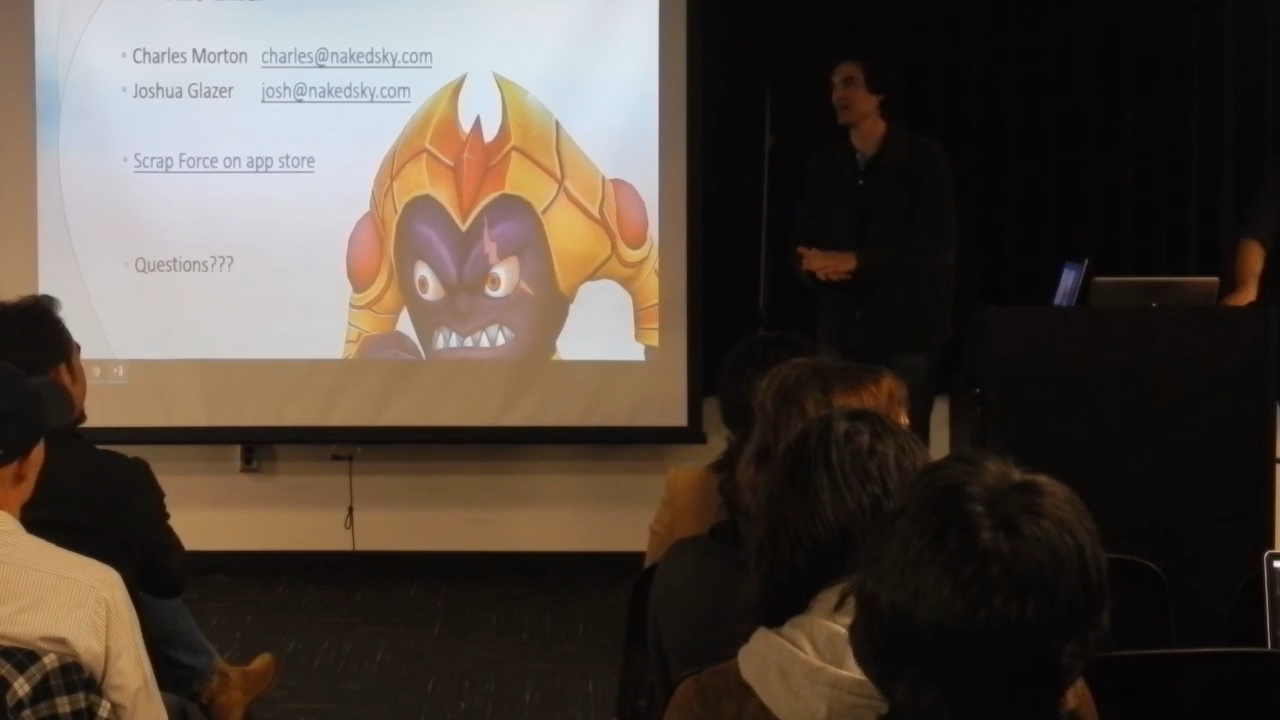 • Charles Morton charles@nakedsky.com
• Joshua Glazer josh@nakedsky.com
• Scrap Force on app store
• Questions???